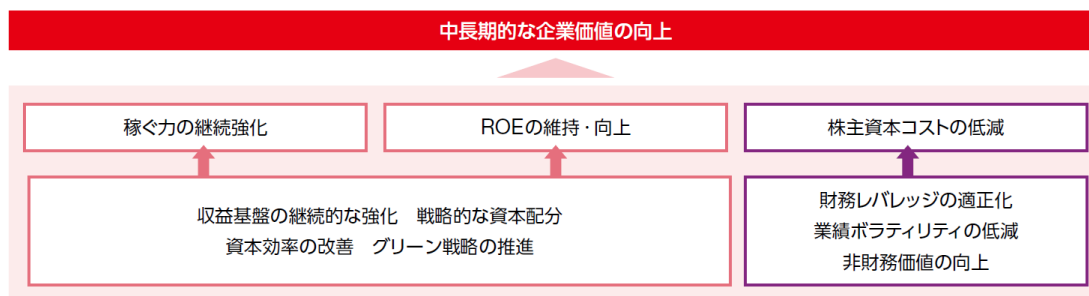 中長期的な企業価値の向上
稼ぐ力の継続強化
ROEの維持・向上
株主資本コストの低減
収益基盤の継続的な強化　戦略的な資本配分
資本効率の改善　グリーン戦略の推進
財務レバレッジの適正化
業績ボラティリティの低減
非財務価値の向上